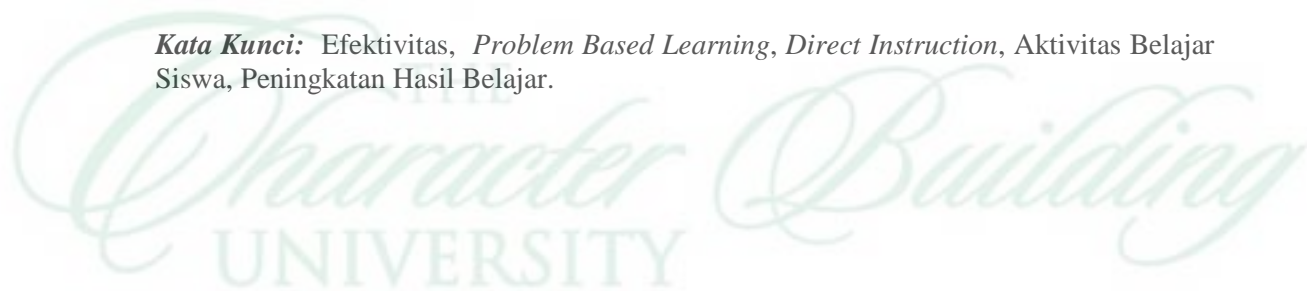 Kata Kunci: Efektivitas, Problem Based Learning, Direct Instruction, Aktivitas Belajar
Siswa, Peningkatan Hasil Belajar.
THE
Character Building
UNIVERSITY